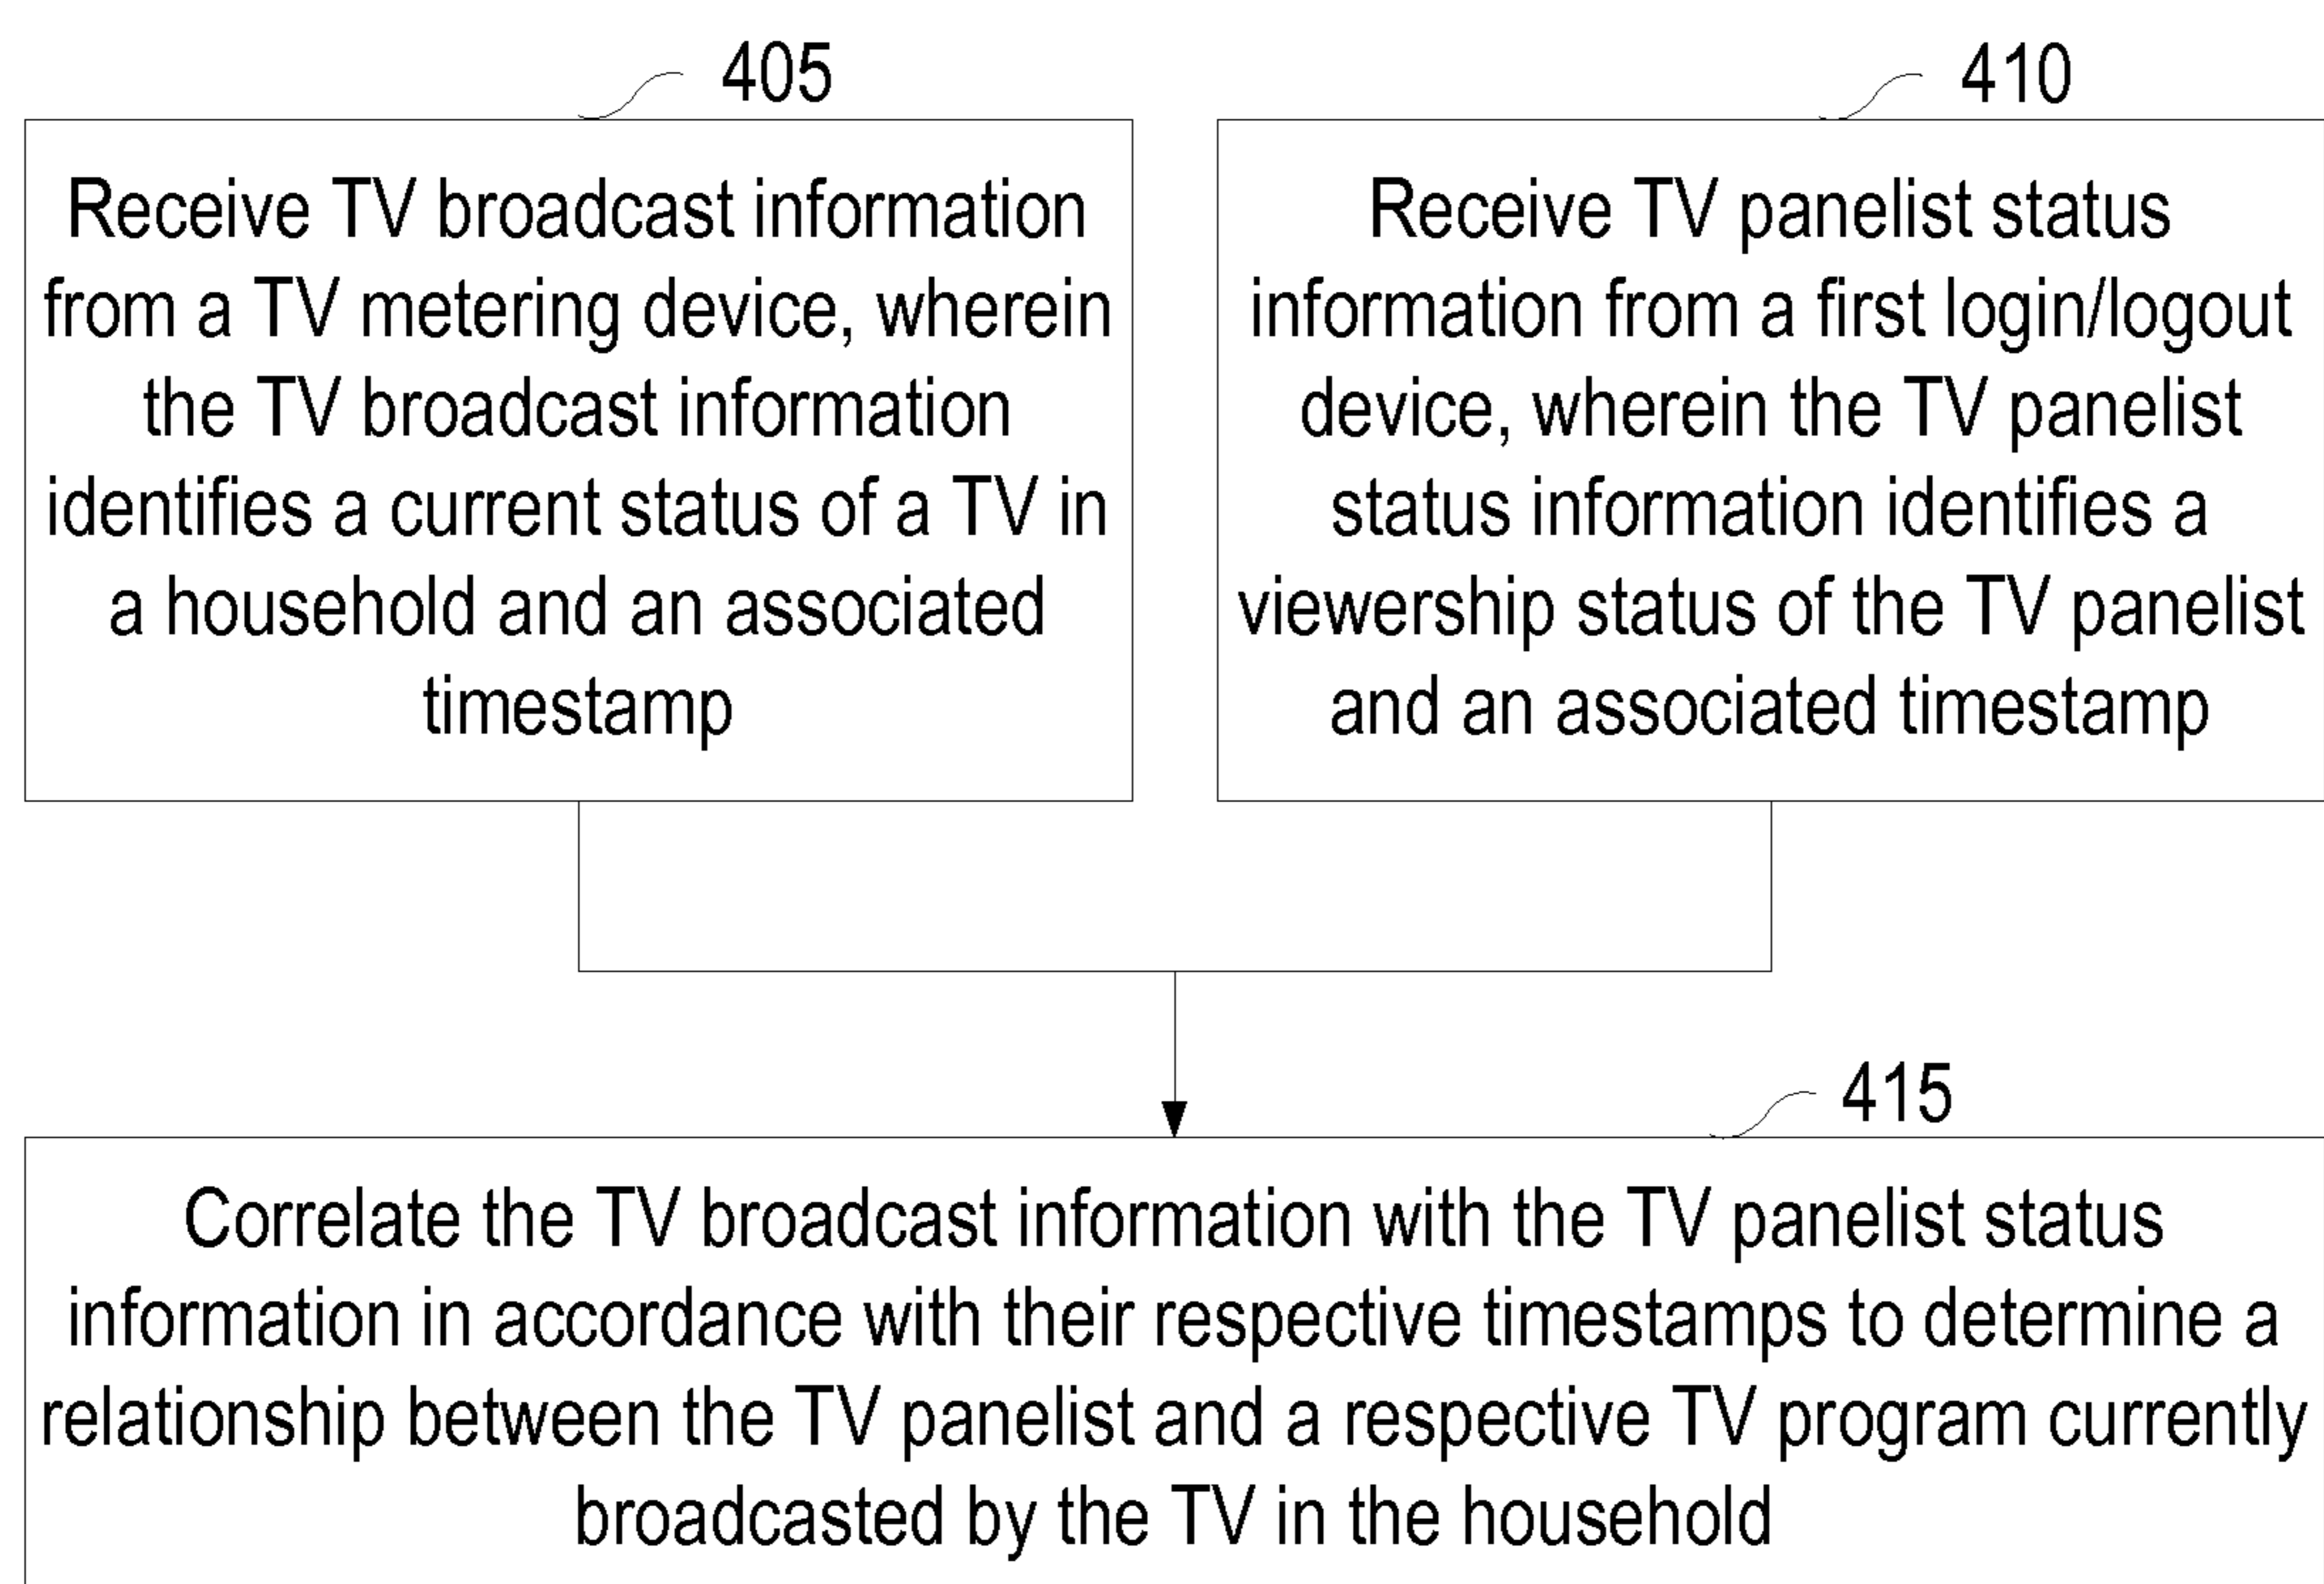 405
Receive TV broadcast information
from a TV metering device, wherein
the TV broadcast information
identifies a current status of a TV in
a household and an associated
timestamp
410
Receive TV panelist status
information from a first login/logout
device, wherein the TV panelist
status information identifies a
viewership status of the TV panelist
and an associated timestamp
415
Correlate the TV broadcast information with the TV panelist status
information in accordance with their respective timestamps to determine a
relationship between the TV panelist and a respective TV program currently
broadcasted by the TV in the household